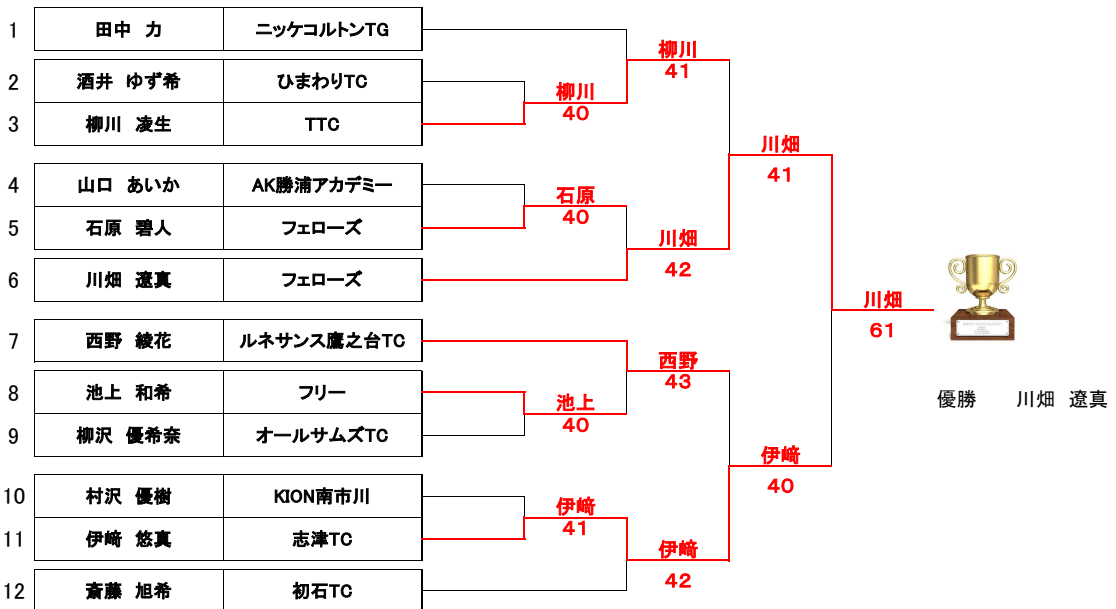 1 田中 力 ニッケコルトンTG
2 酒井 ゆず希 ひまわりTC
3 柳川 凌生 TTC
4 山口 あいか AK勝浦アカデミー
5 石原 碧人 フェローズ
6 川畑 遼真 フェローズ
7 西野 綾花 ルネサンス鷹之台TC
8 池上 和希 フリー
9 柳沢 優希奈 オールサムズTC
10 村沢 優樹 KION南市川
11 伊﨑 悠真 志津TC
12 斎藤 旭希 初石TC
柳川
40
石原
40
池上
40
伊﨑
41
柳川
41
川畑
42
西野
43
伊﨑
42
川畑
41
伊﨑
40
川畑
61
優勝 川畑 遼真